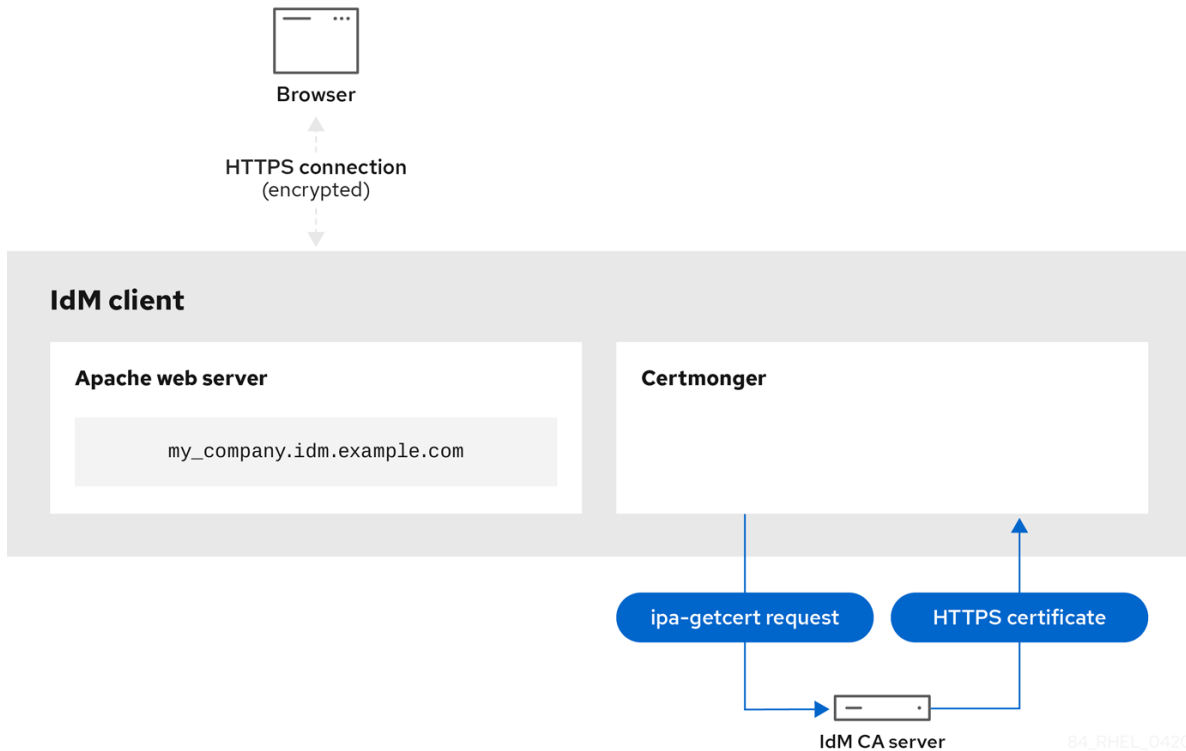 Browser
HTTPS connection
(encrypted)
IdM client
Apache web server
my_company.idm.example.com
Certmonger
ipa-getcert request
HTTPS certificate
IdM CA server
84_RHEL_0420